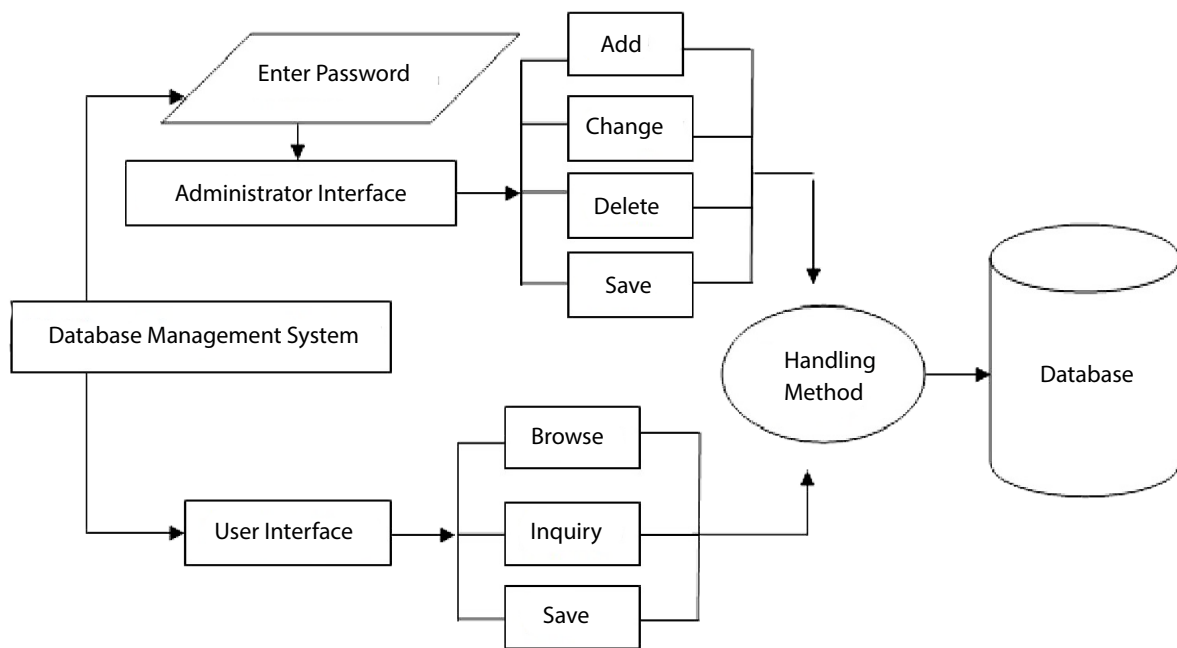 Enter Password
Administrator Interface
Add
Change
Delete
Save
Database Management System
Handling
Method
Database
User Interface
Browse
Inquiry
Save